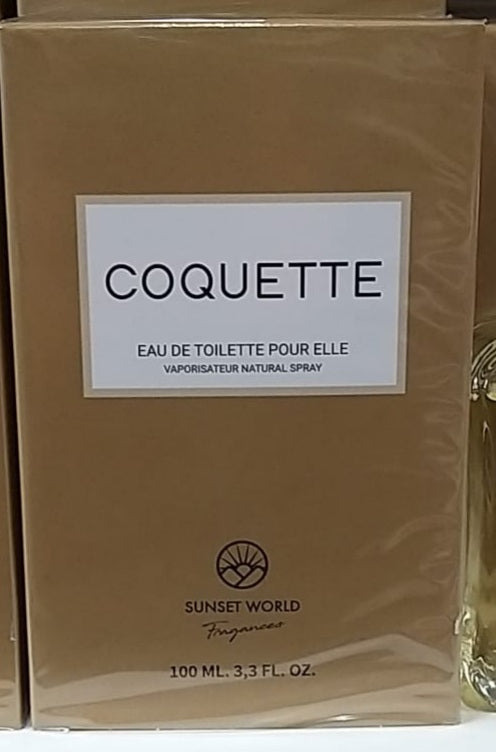 COQUETTE
EAU DE TOILETTE POUR ELLE
VAPORISATEUR NATURAL SPRAY
SUNSET WORLD
Fragances
100 ML. 3,3 FL. OZ.